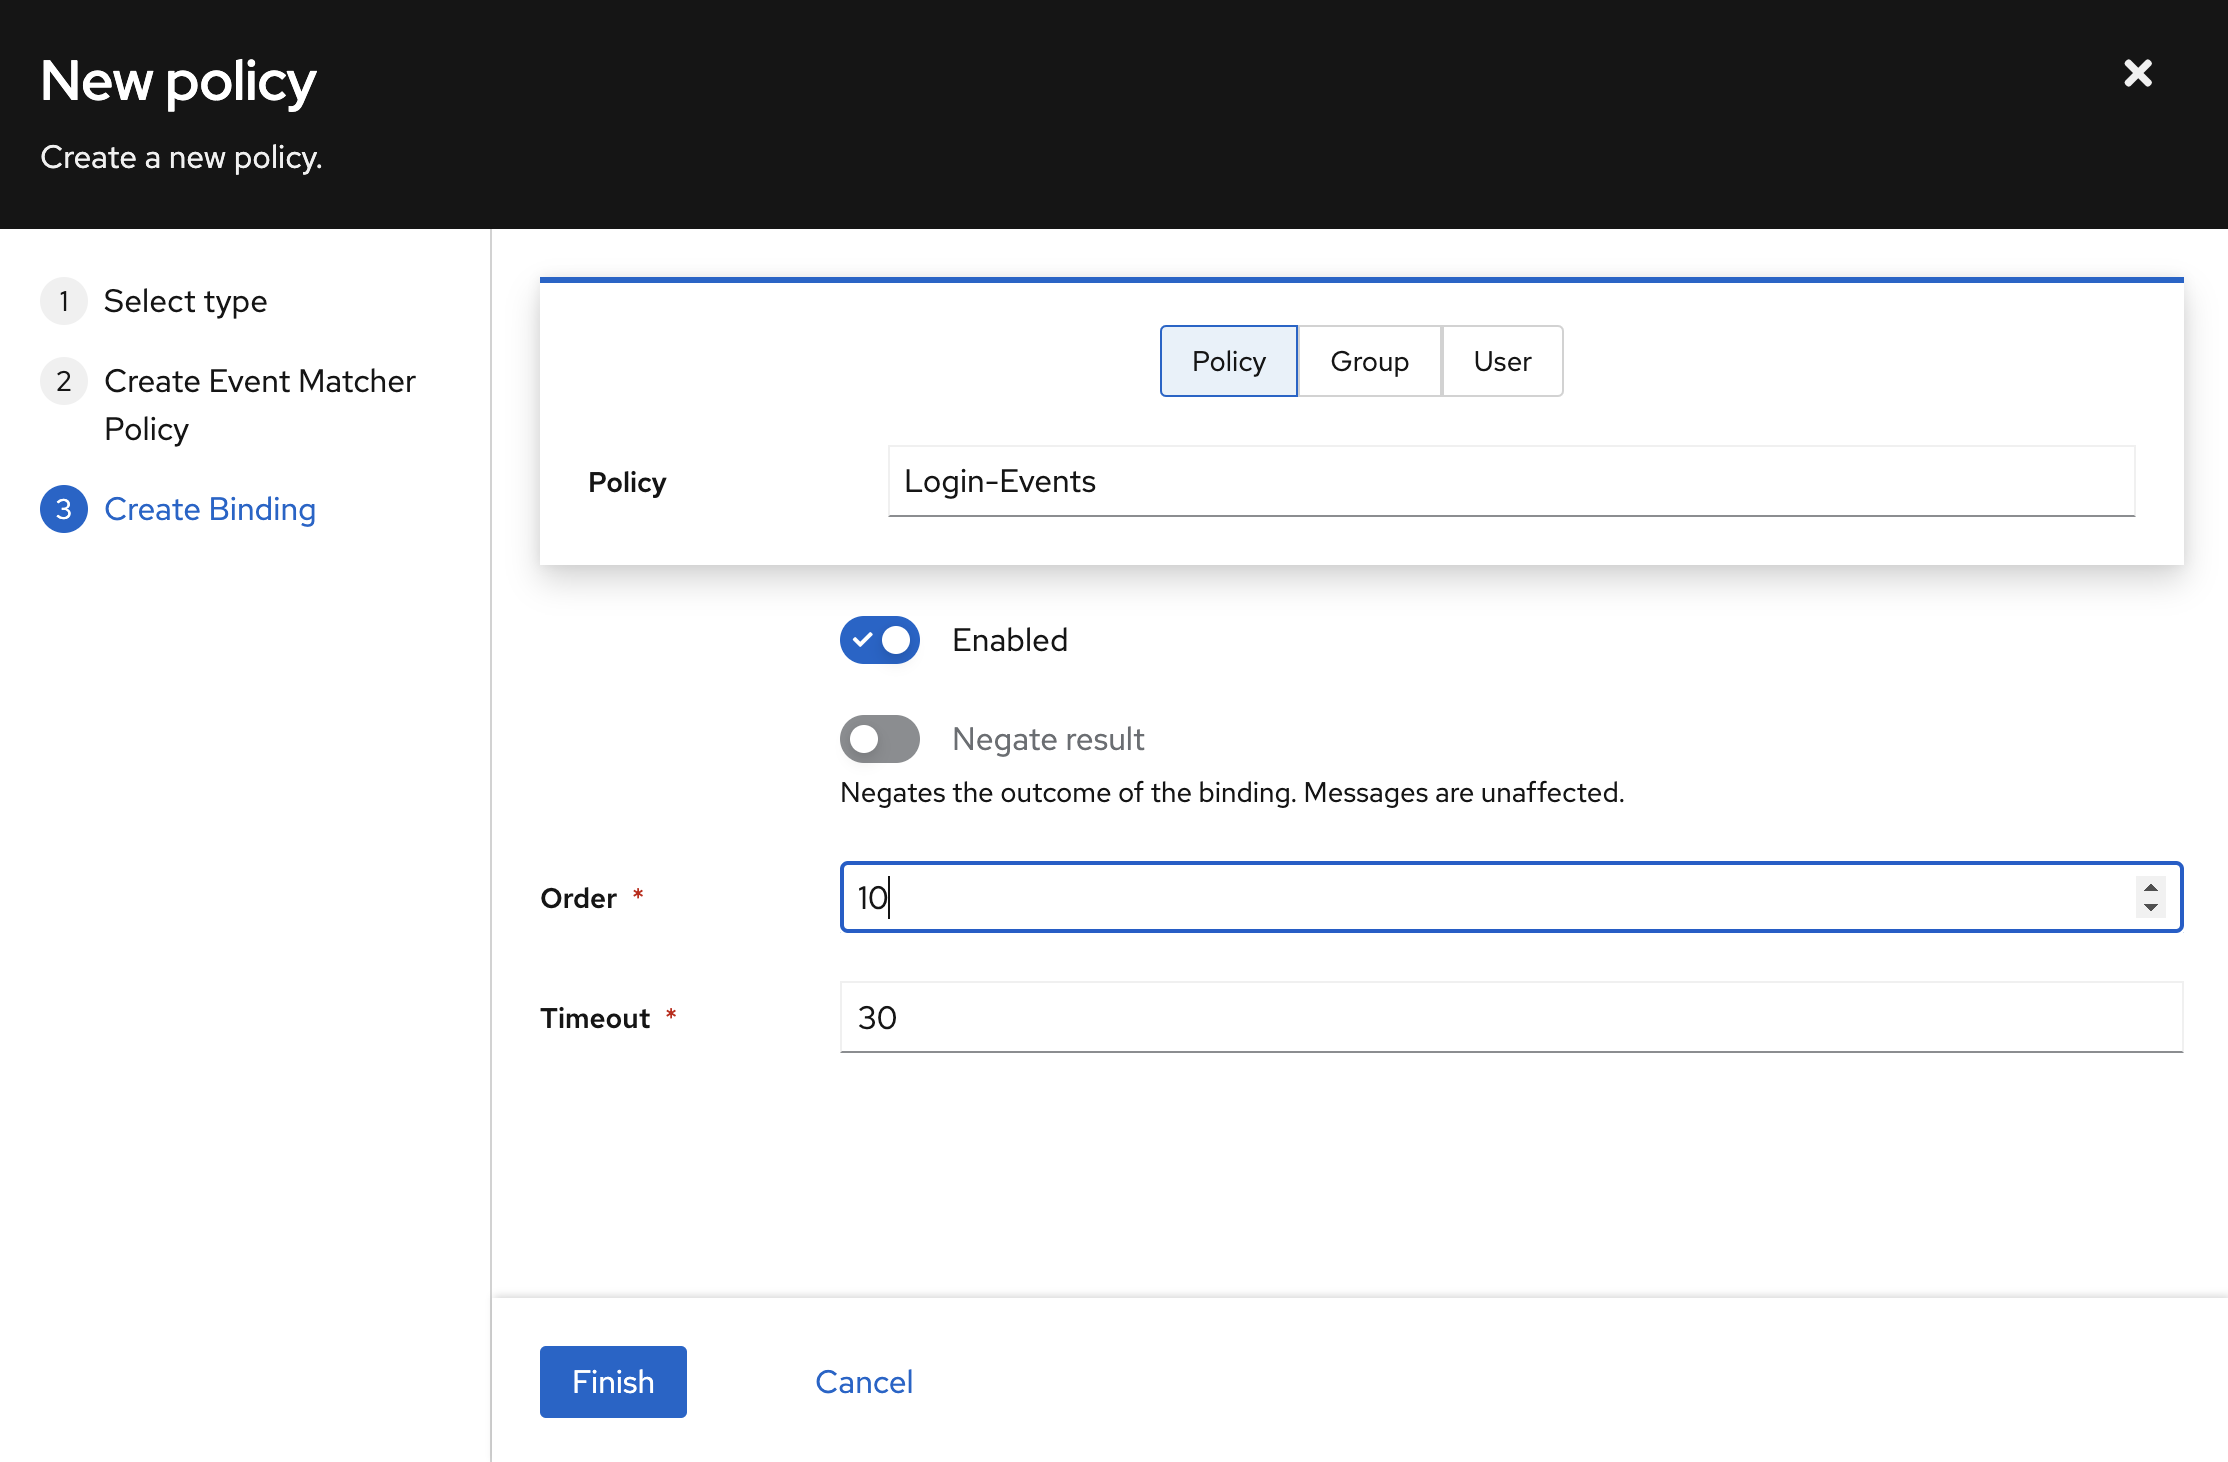 New policy
Create a new policy.
1 Select type
2 Create Event Matcher
Policy
3 Create Binding
Policy Group User
Policy Login-Events
Enabled
Negate result
Negates the outcome of the binding. Messages are unaffected.
Order * 10
Timeout * 30
Finish Cancel